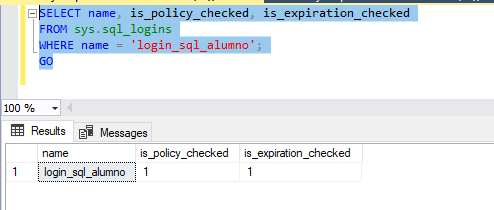 SELECT name, is_policy_checked, is_expiration_checked
FROM sys.sql_logins
WHERE name = 'login_sql_alumno';
GO
100 %
Results Messages
name is_policy_checked is_expiration_checked
1 login_sql_alumno 1 1